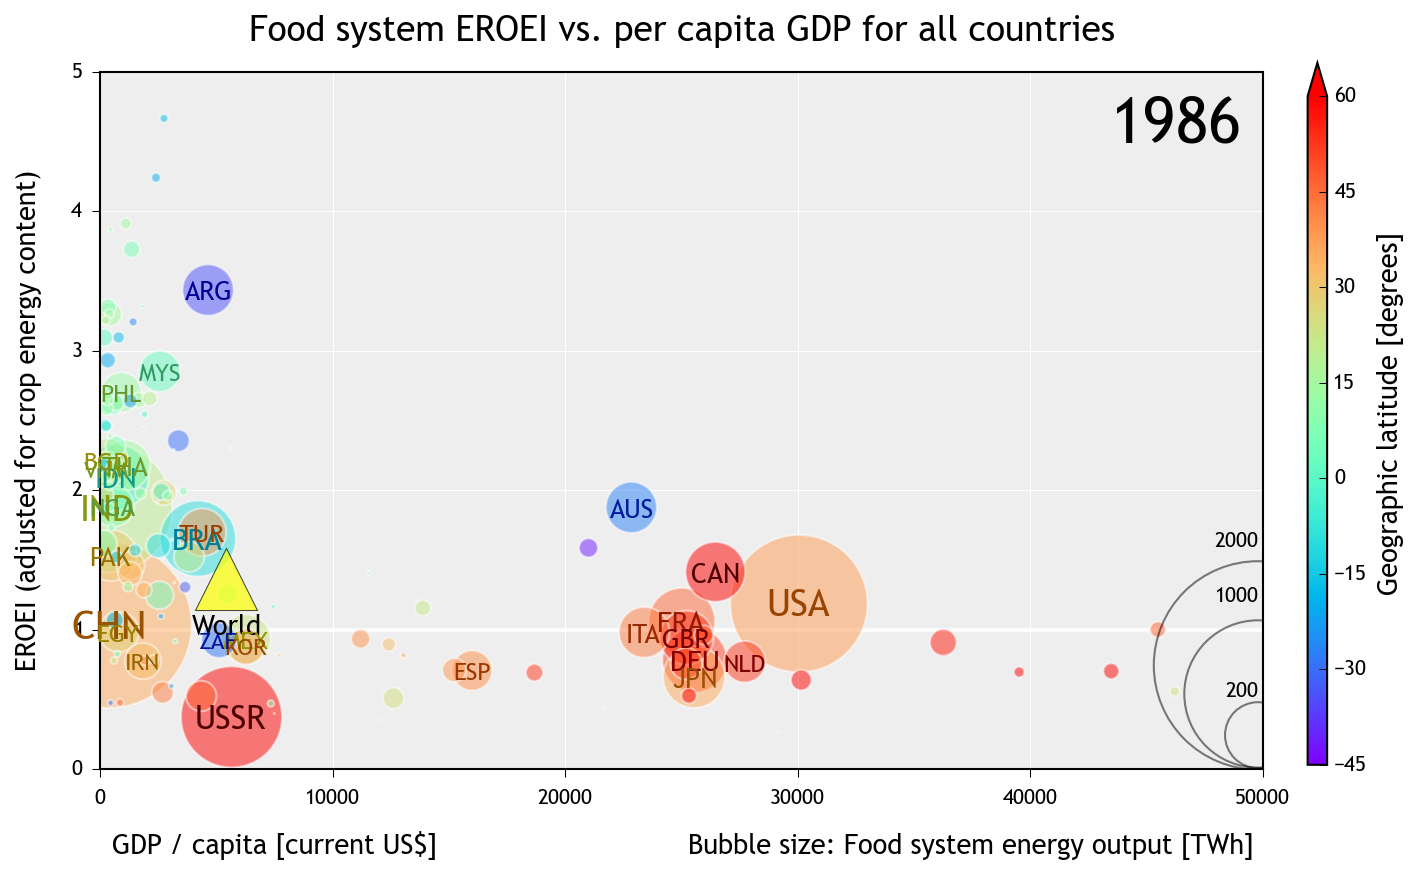 Food system EROEI vs. per capita GDP for all countries
1986
EROEI (adjusted for crop energy content)
5
4
3
2
1
0
ARG
MYS
PHL
BGD
THA
IDN
IND
AUS
TUR
BRA
PAK
CAN
USA
CHN
World
FRA
ITA
GBR
EGY
ZAF
KOR
IRN
DEU
NLD
ESP
JPN
USSR
2000
1000
200
0
10000
20000
30000
40000
50000
GDP / capita [current US$]
Bubble size: Food system energy output [TWh]
60
45
30
15
0
−15
−30
−45
Geographic latitude [degrees]